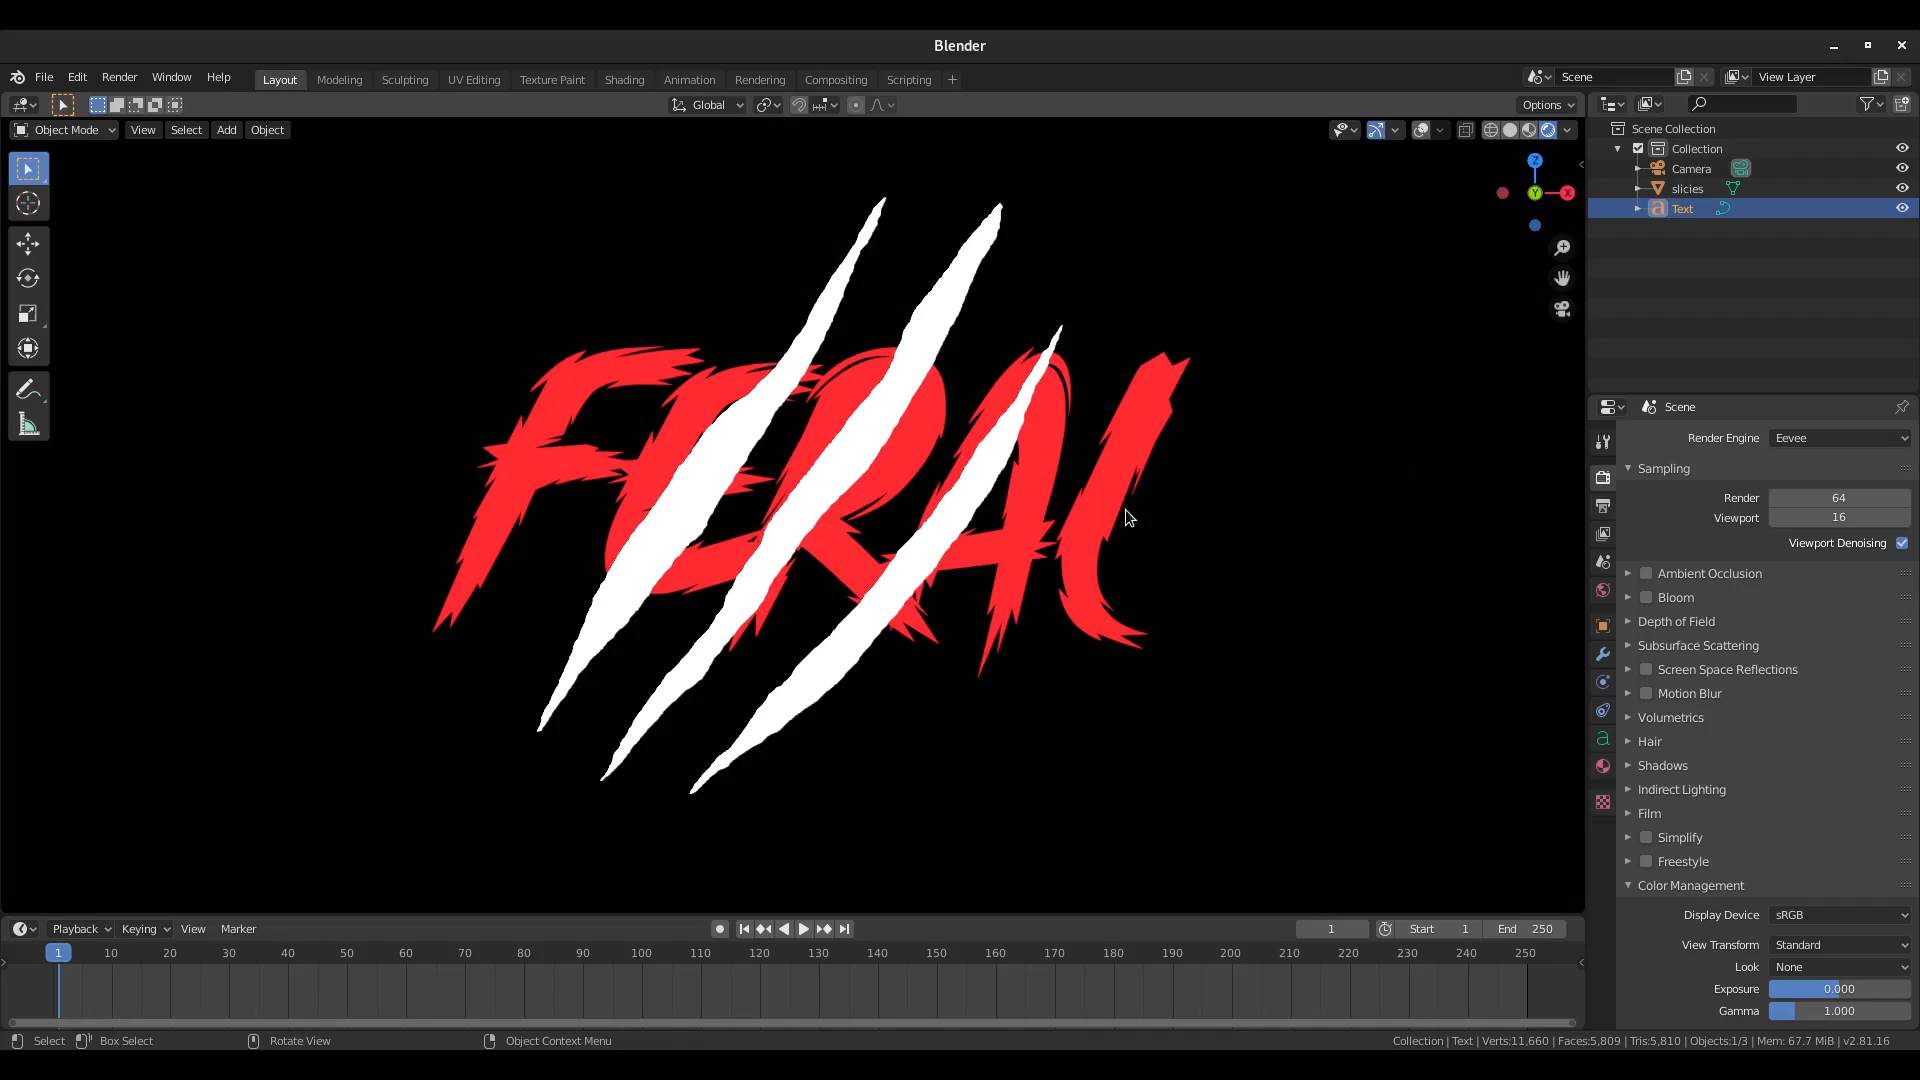 Blender
File Edit Render Window Help Layout Modeling Sculpting UV Editing Texture Paint Shading Animation Rendering Compositing Scripting + Scene View Layer
Global Options
Object Mode View Select Add Object
Scene Collection
Collection
Camera
slicies
Text
Z
Y X
FERAL
Scene
Render Engine Eevee
Sampling
Render 64
Viewport 16
Viewport Denoising
Ambient Occlusion
Bloom
Depth of Field
Subsurface Scattering
Screen Space Reflections
Motion Blur
Volumetrics
Hair
Shadows
Indirect Lighting
Film
Simplify
Freestyle
Color Management
Display Device sRGB
View Transform Standard
Look None
Exposure 0.000
Gamma 1.000
Playback Keying View Marker 1 Start 1 End 250
1 10 20 30 40 50 60 70 80 90 100 110 120 130 140 150 160 170 180 190 200 210 220 230 240 250
Select Box Select Rotate View Object Context Menu Collection | Text | Verts:11,660 | Faces:5,809 | Tris:5,810 | Objects:1/3 | Mem: 67.7 MiB | v2.81.16